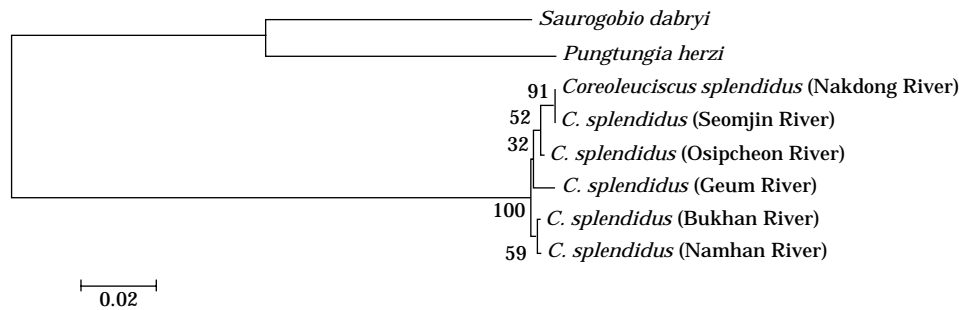 Saurogobio dabryi
Pungtungia herzi
91
Coreoleuciscus splendidus (Nakdong River)
52
C. splendidus (Seomjin River)
32
C. splendidus (Osipcheon River)
C. splendidus (Geum River)
100
C. splendidus (Bukhan River)
59
C. splendidus (Namhan River)
0.02